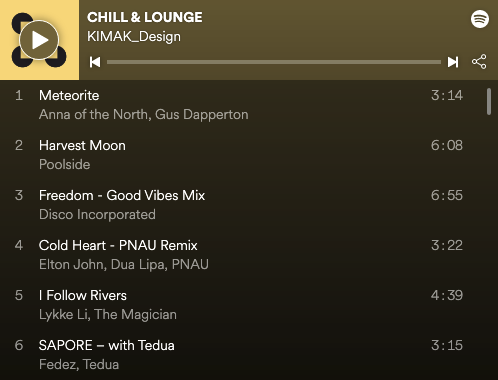 CHILL & LOUNGE
KIMAK_Design
1 Meteorite 3:14
Anna of the North, Gus Dapperton
2 Harvest Moon 6:08
Poolside
3 Freedom - Good Vibes Mix 6:55
Disco Incorporated
4 Cold Heart - PNAU Remix 3:22
Elton John, Dua Lipa, PNAU
5 I Follow Rivers 4:39
Lykke Li, The Magician
6 SAPORE – with Tedua 3:15
Fedez, Tedua